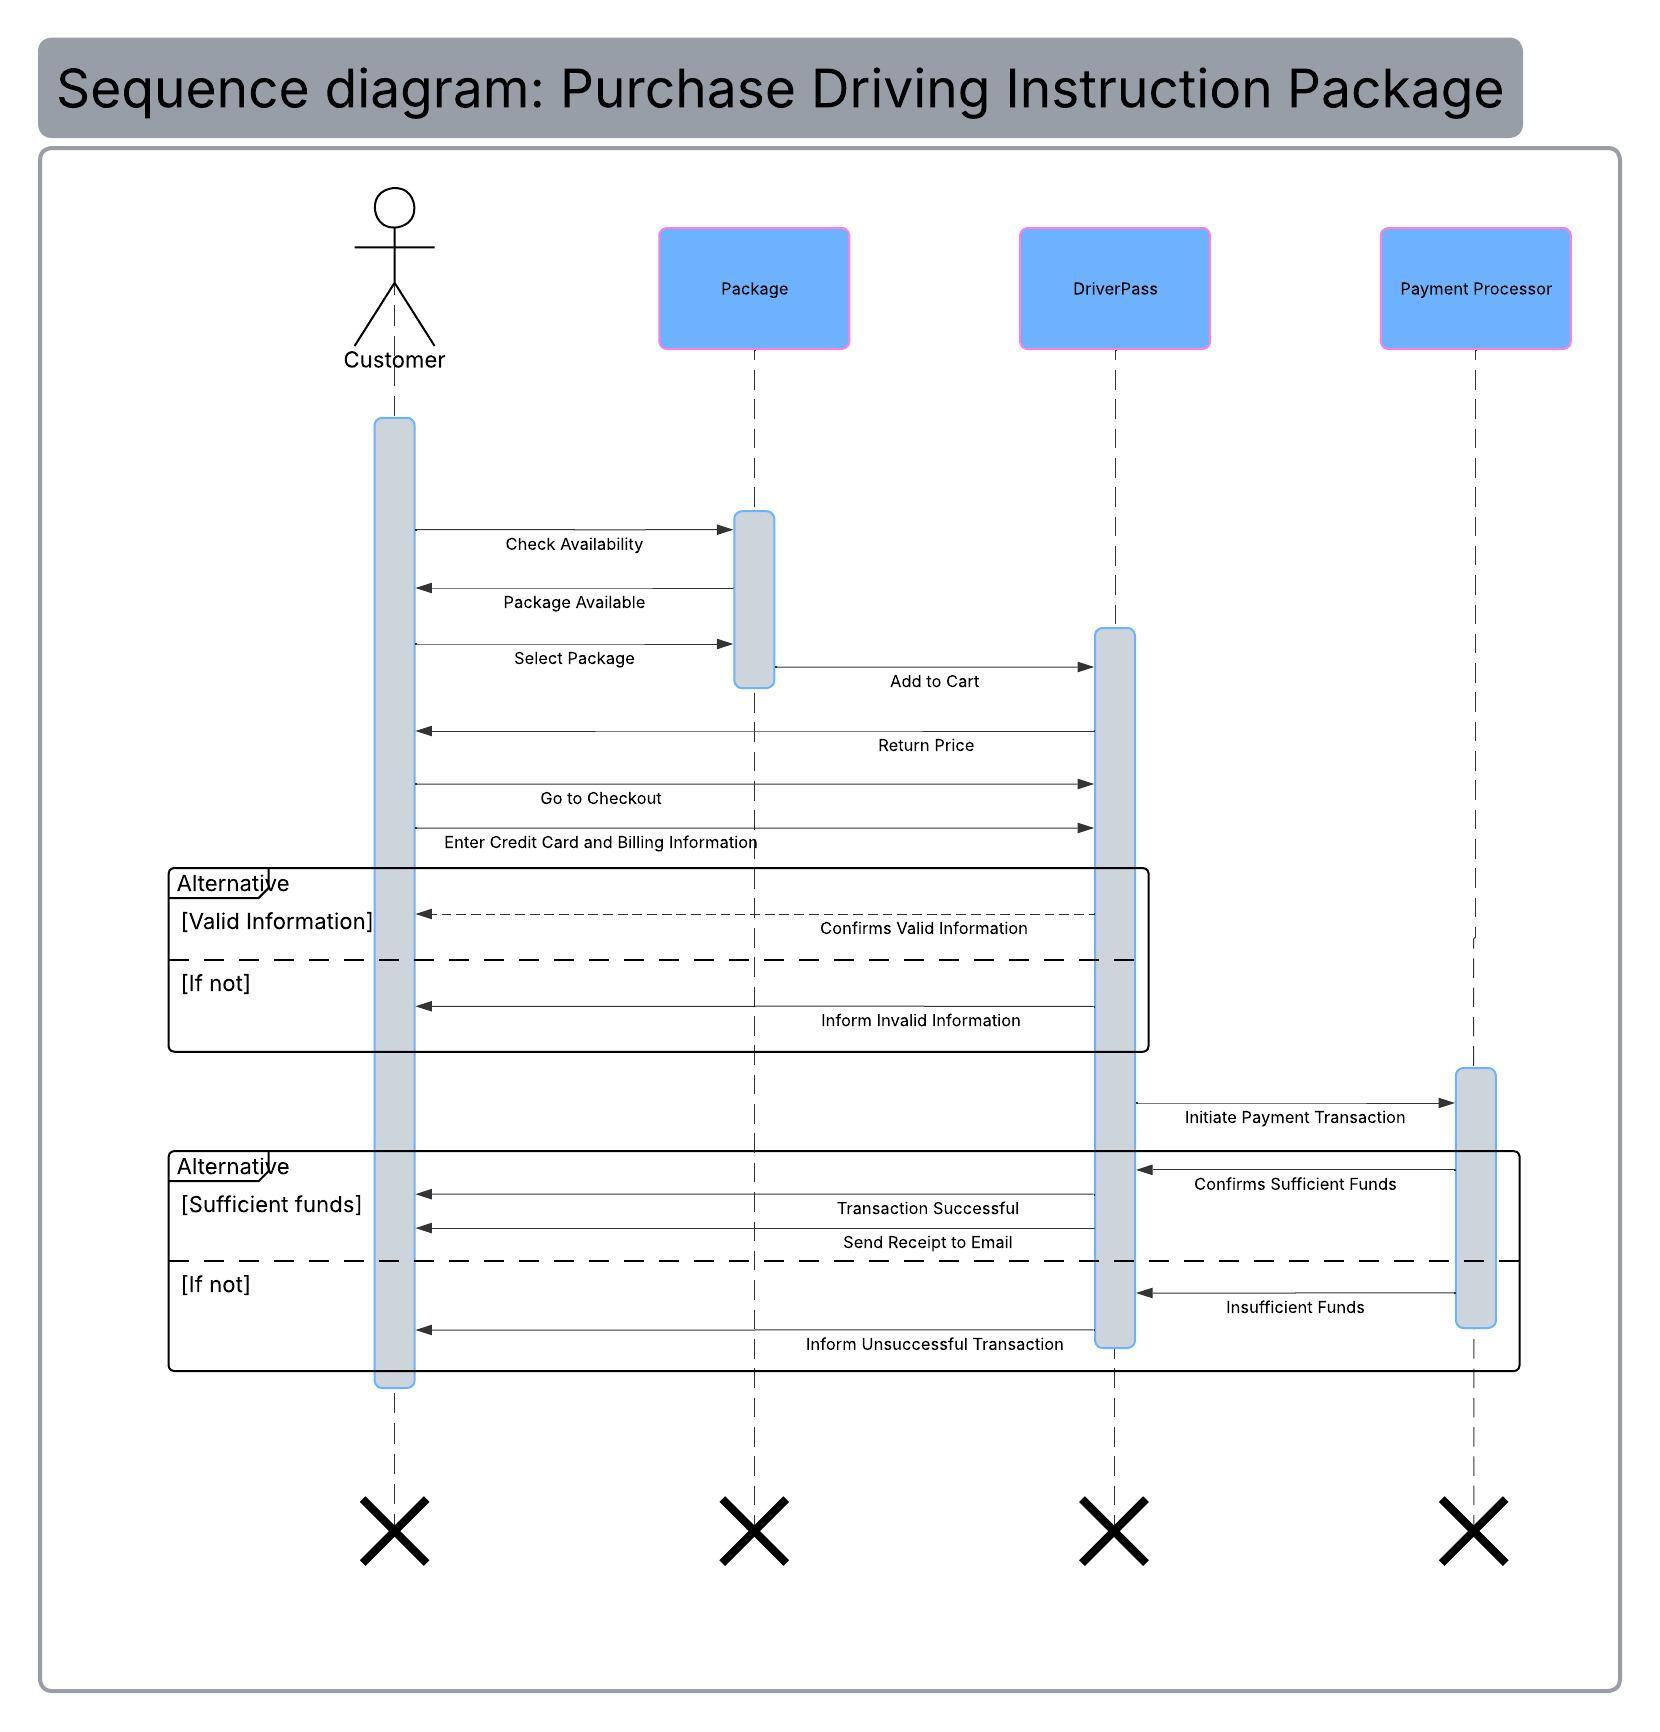 Sequence diagram: Purchase Driving Instruction Package
Customer
Package
DriverPass
Payment Processor
Check Availability
Package Available
Select Package
Add to Cart
Return Price
Go to Checkout
Enter Credit Card and Billing Information
Alternative
[Valid Information]
Confirms Valid Information
[If not]
Inform Invalid Information
Initiate Payment Transaction
Alternative
Confirms Sufficient Funds
[Sufficient funds]
Transaction Successful
Send Receipt to Email
[If not]
Insufficient Funds
Inform Unsuccessful Transaction